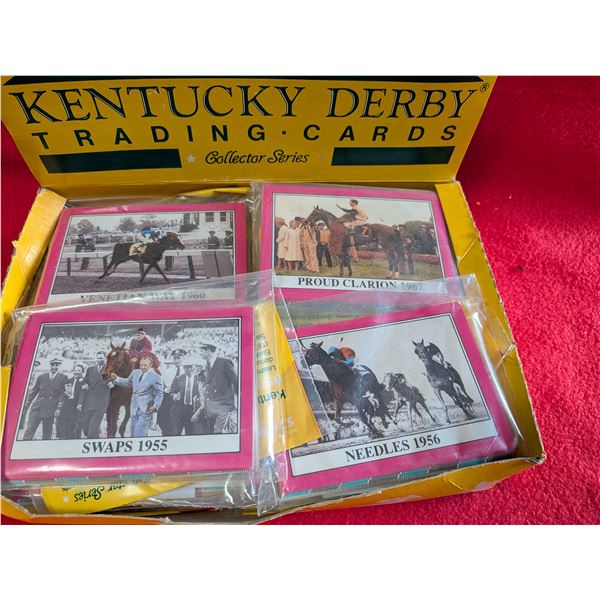 KENTUCKY DERBY®
TRADING · CARDS
Collector Series
VENETIAN WAY 1960
PROUD CLARION 1967
SWAPS 1955
NEEDLES 1956